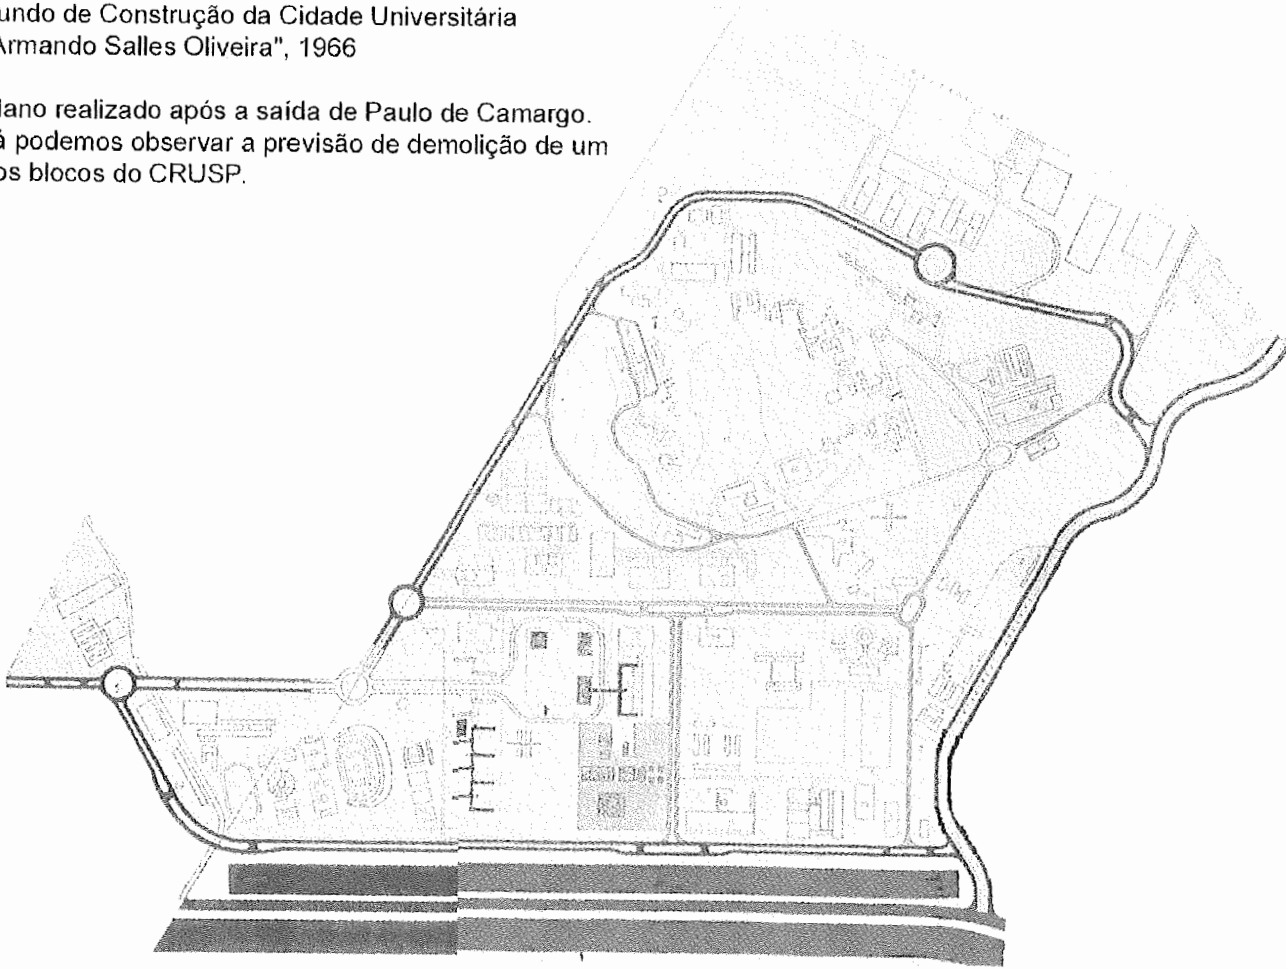 undo de Construção da Cidade Universitária
Armando Salles Oliveira", 1966
lano realizado após a saída de Paulo de Camargo.
á podemos observar a previsão de demolição de um
os blocos do CRUSP.